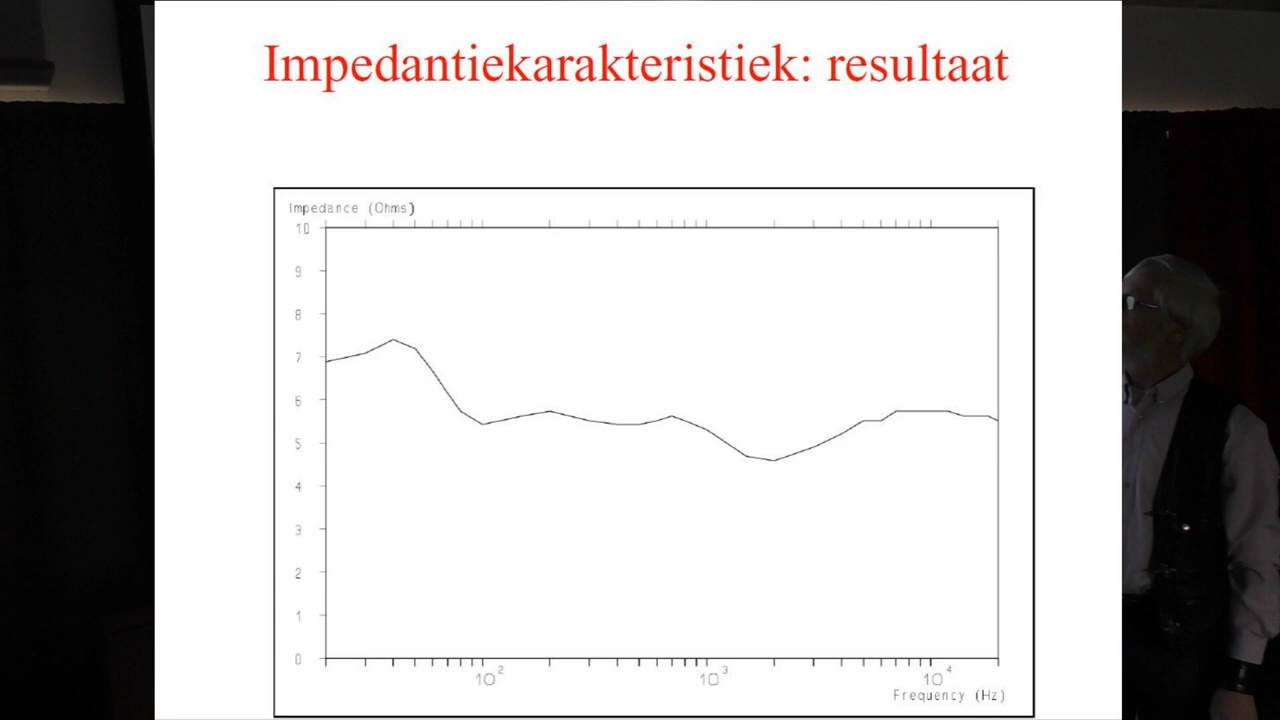 Impedantiekarakteristiek: resultaat
Impedance (Ohms)
10
9
8
7
6
5
4
3
2
1
0
10² 10³ 10⁴
Frequency (Hz)